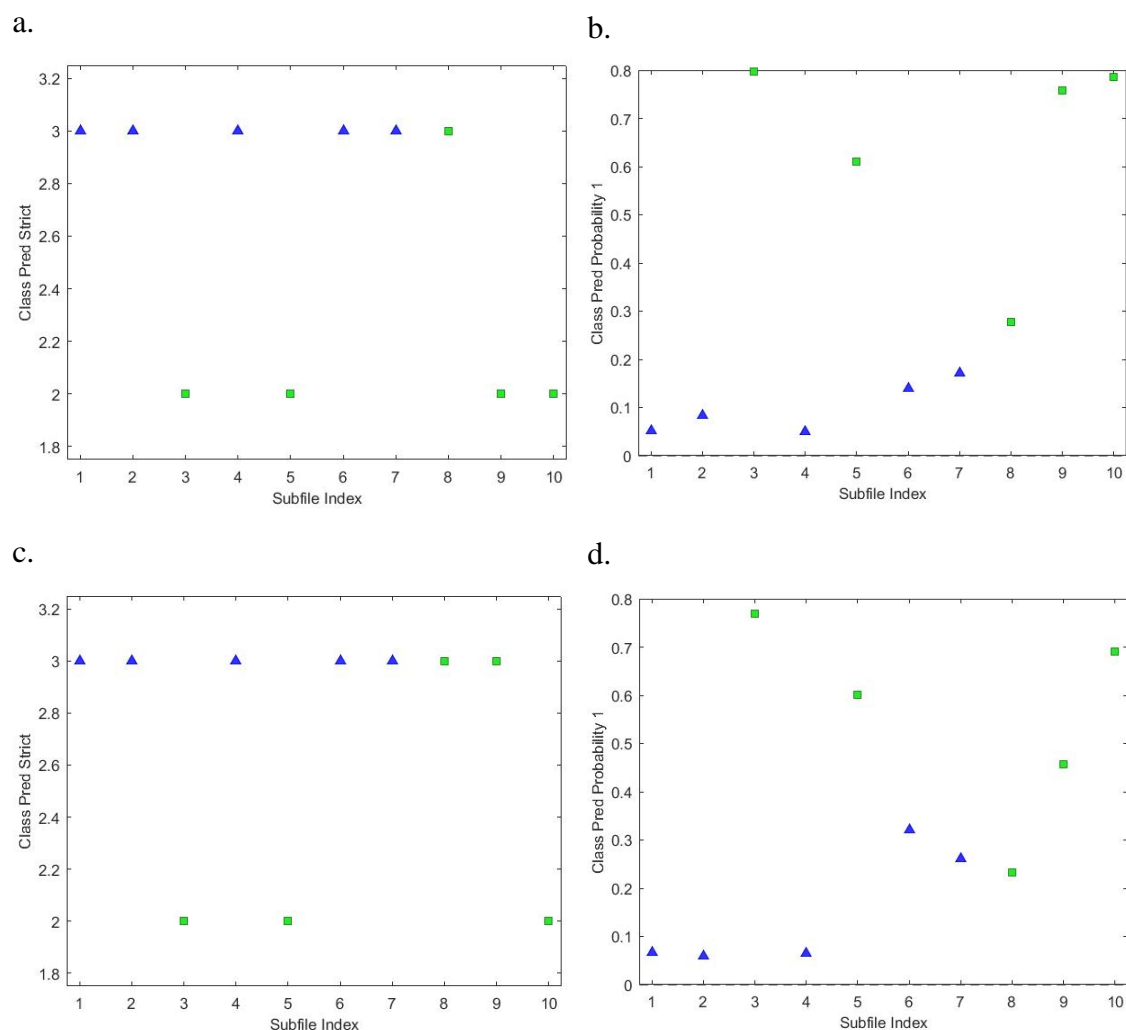 a.
3.2
3
2.8
2.6
2.4
2.2
2
1.8
Class Pred Strict
1 2 3 4 5 6 7 8 9 10
Subfile Index
b.
0.8
0.7
0.6
0.5
0.4
0.3
0.2
0.1
0
Class Pred Probability 1
1 2 3 4 5 6 7 8 9 10
Subfile Index
c.
3.2
3
2.8
2.6
2.4
2.2
2
1.8
Class Pred Strict
1 2 3 4 5 6 7 8 9 10
Subfile Index
d.
0.8
0.7
0.6
0.5
0.4
0.3
0.2
0.1
0
Class Pred Probability 1
1 2 3 4 5 6 7 8 9 10
Subfile Index